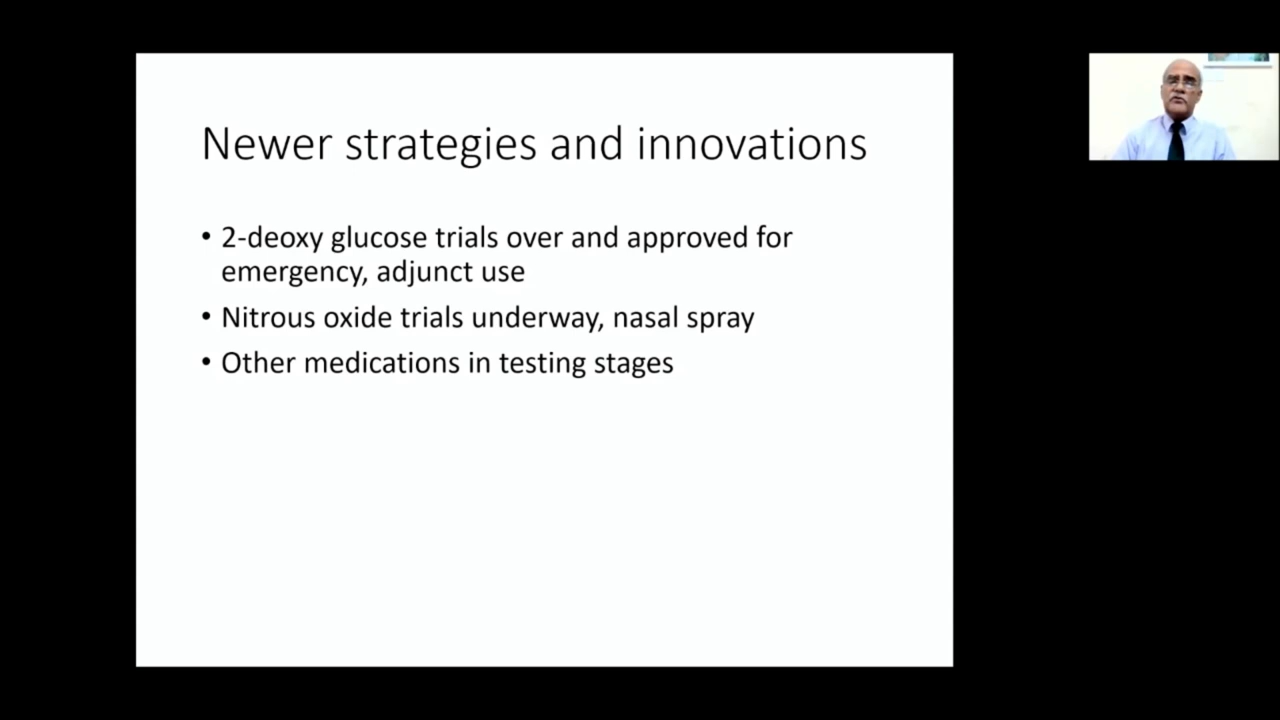 Newer strategies and innovations
• 2-deoxy glucose trials over and approved for
emergency, adjunct use
• Nitrous oxide trials underway, nasal spray
• Other medications in testing stages